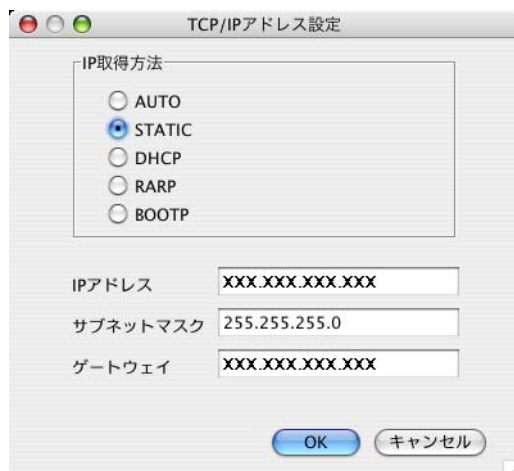 TCP/IPアドレス設定
IP取得方法
AUTO
STATIC
DHCP
RARP
BOOTP
IPアドレス XXX.XXX.XXX.XXX
サブネットマスク 255.255.255.0
ゲートウェイ XXX.XXX.XXX.XXX
OK キャンセル